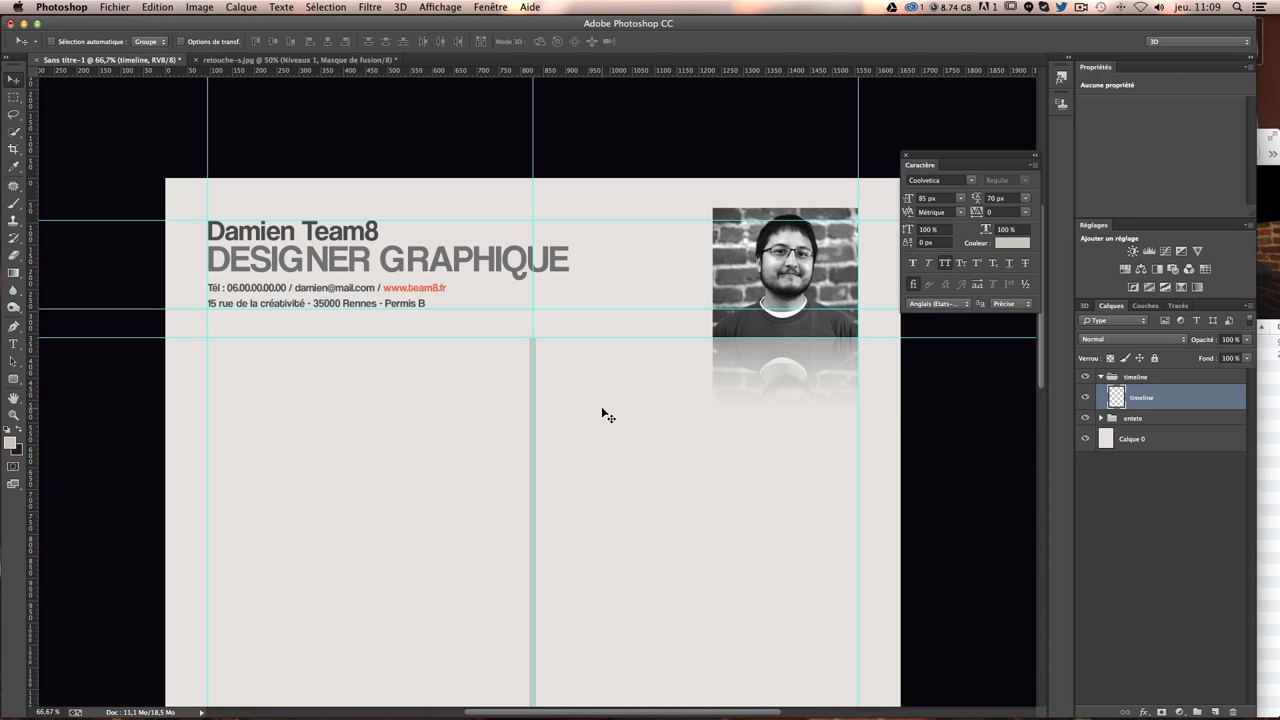 Photoshop Fichier Edition Image Calque Texte Sélection Filtre 3D Affichage Fenêtre Aide
1 8.74 GB 1 jeu. 11:09
Adobe Photoshop CC
Sélection automatique : Groupe Options de transf. Mode 3D : 3D
Sans titre-1 @ 66,7% (timeline, RVB/8) * retouche-s.jpg @ 50% (Niveaux 1, Masque de fusion/8) *
Propriétés
Aucune propriété
Caractère
Coolvetica Regular
85 px 70 px
Métrique 0
100 % 100 %
0 px Couleur :
Anglais (États-... Précise
Damien Team8
DESIGNER GRAPHIQUE
Tél : 06.00.00.00.00 / damien@mail.com / www.team8.fr
15 rue de la créativité - 35000 Rennes - Permis B
Réglages
Ajouter un réglage
3D Calques Couches Tracés
Type
Normal Opacité : 100 %
Verrou : Fond : 100 %
timeline
timeline
entete
Calque 0
66,67 % Doc : 11,1 Mo/18,5 Mo